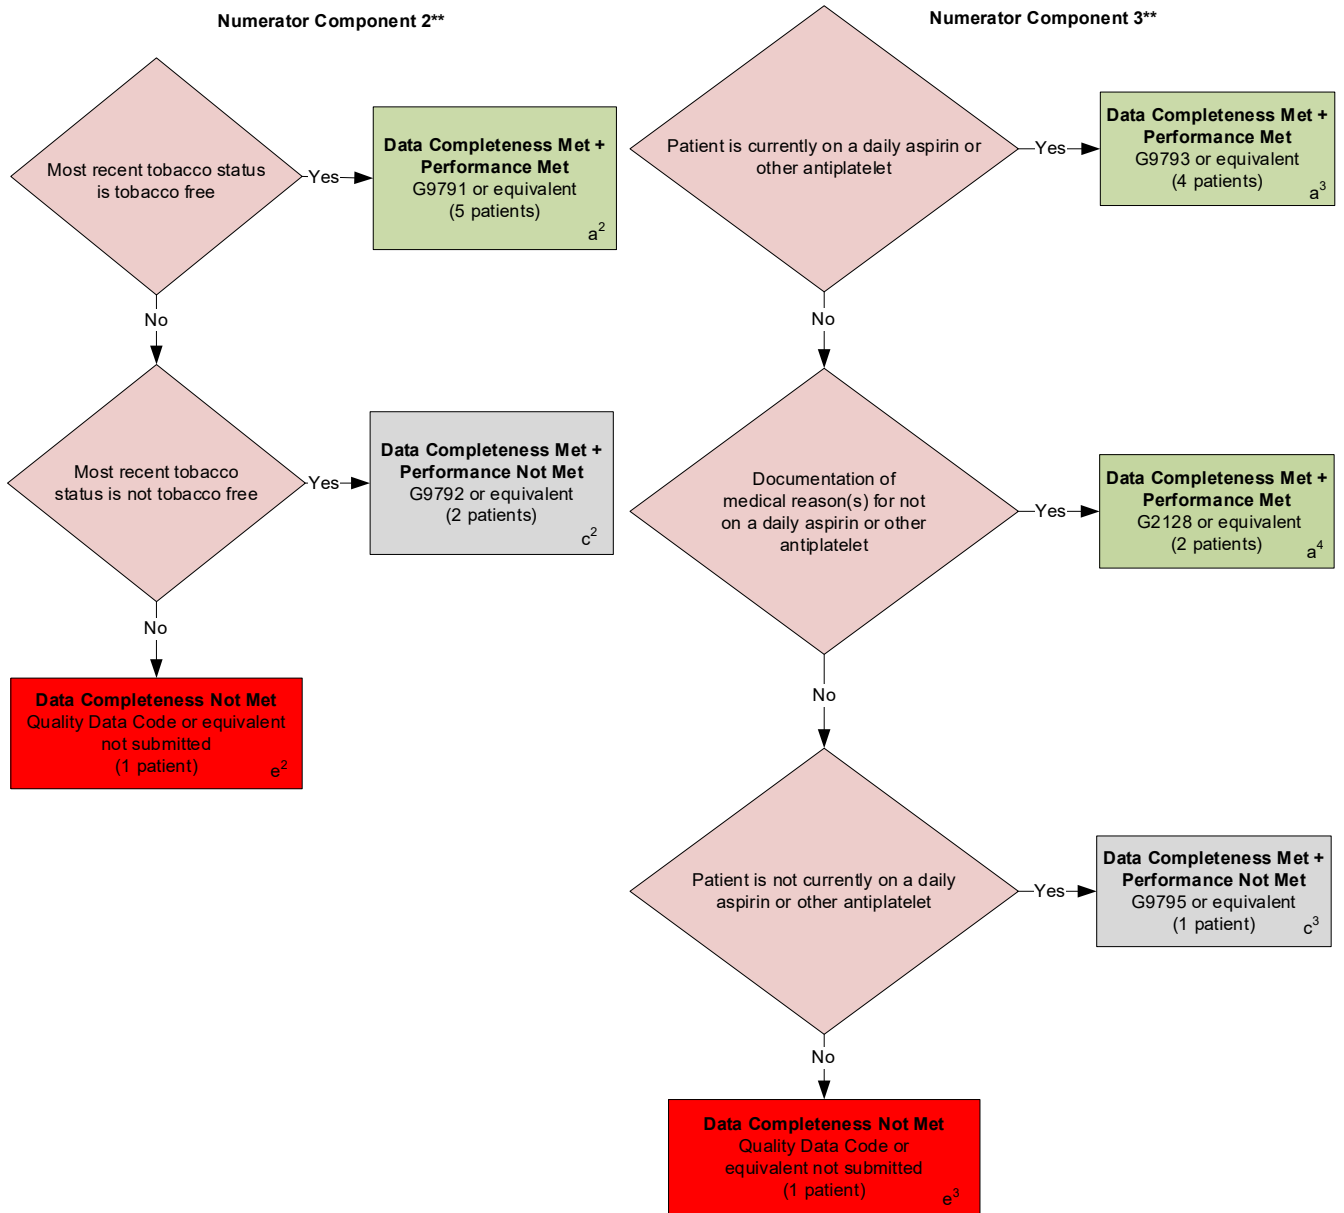 Numerator Component 2**
Most recent tobacco status
is tobacco free
Yes
Data Completeness Met +
Performance Met
G9791 or equivalent
(5 patients)
a²
No
Most recent tobacco
status is not tobacco free
Yes
Data Completeness Met +
Performance Not Met
G9792 or equivalent
(2 patients)
c²
No
Data Completeness Not Met
Quality Data Code or equivalent
not submitted
(1 patient)
e²
Numerator Component 3**
Patient is currently on a daily aspirin or
other antiplatelet
Yes
Data Completeness Met +
Performance Met
G9793 or equivalent
(4 patients)
a³
No
Documentation of
medical reason(s) for not
on a daily aspirin or other
antiplatelet
Yes
Data Completeness Met +
Performance Met
G2128 or equivalent
(2 patients)
a⁴
No
Patient is not currently on a daily
aspirin or other antiplatelet
Yes
Data Completeness Met +
Performance Not Met
G9795 or equivalent
(1 patient)
c³
No
Data Completeness Not Met
Quality Data Code or
equivalent not submitted
(1 patient)
e³